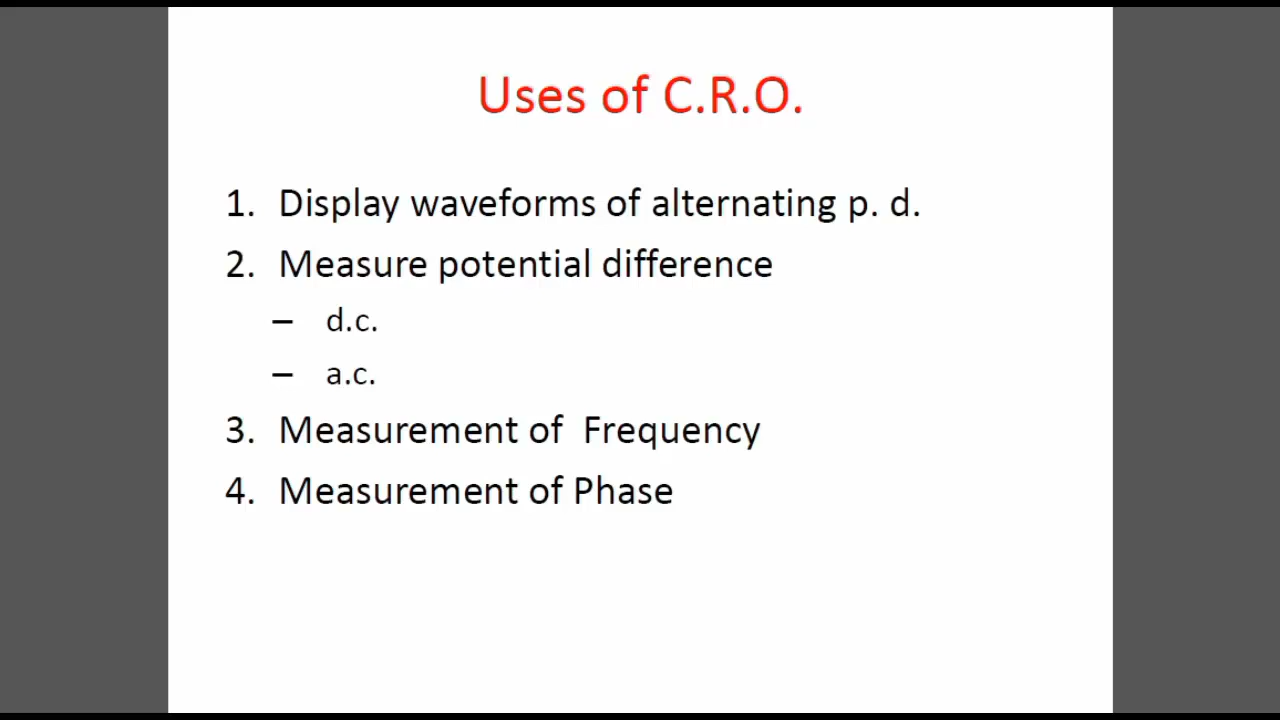 Uses of C.R.O.
1. Display waveforms of alternating p. d.
2. Measure potential difference
– d.c.
– a.c.
3. Measurement of  Frequency
4. Measurement of Phase